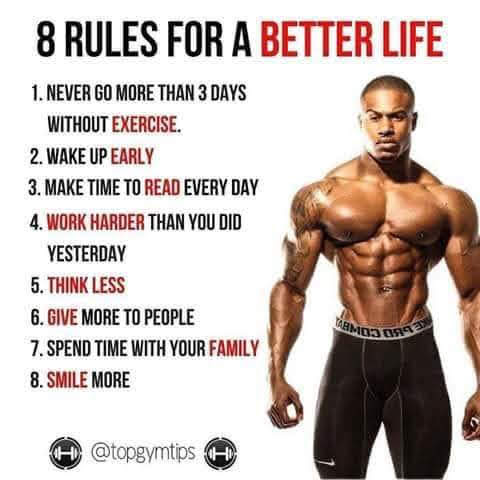 8 RULES FOR A BETTER LIFE
1. NEVER GO MORE THAN 3 DAYS
WITHOUT EXERCISE.
2. WAKE UP EARLY
3. MAKE TIME TO READ EVERY DAY
4. WORK HARDER THAN YOU DID
YESTERDAY
5. THINK LESS
6. GIVE MORE TO PEOPLE
7. SPEND TIME WITH YOUR FAMILY
8. SMILE MORE
PRO COMBAT
@topgymtips